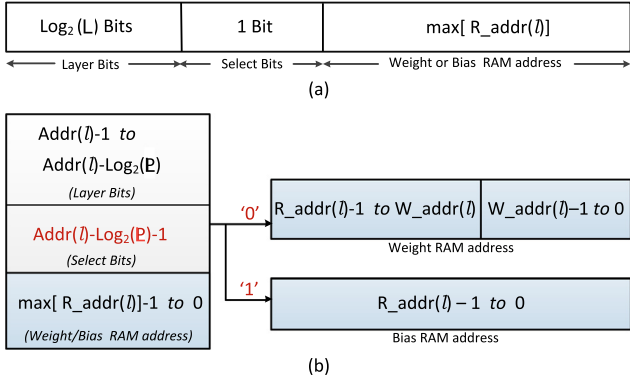 Log₂(L) Bits
1 Bit
max[ R_addr(l)]
Layer Bits
Select Bits
Weight or Bias RAM address
(a)
Addr(l)-1 to
Addr(l)-Log₂(L)
(Layer Bits)
Addr(l)-Log₂(L)-1
(Select Bits)
max[ R_addr(l)]-1 to 0
(Weight/Bias RAM address)
'0'
R_addr(l)-1 to W_addr(l)
W_addr(l)–1 to 0
Weight RAM address
'1'
R_addr(l) – 1 to 0
Bias RAM address
(b)